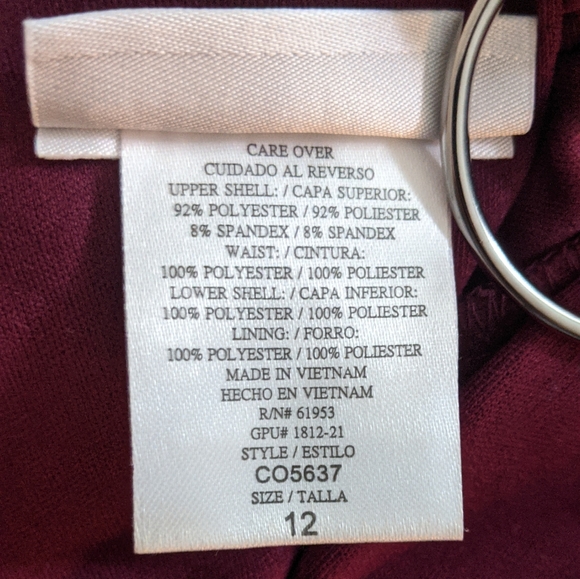 CARE OVER
CUIDADO AL REVERSO
UPPER SHELL: / CAPA SUPERIOR:
92% POLYESTER / 92% POLIESTER
8% SPANDEX / 8% SPANDEX
WAIST: / CINTURA:
100% POLYESTER / 100% POLIESTER
LOWER SHELL: / CAPA INFERIOR:
100% POLYESTER / 100% POLIESTER
LINING: / FORRO:
100% POLYESTER / 100% POLIESTER
MADE IN VIETNAM
HECHO EN VIETNAM
R/N# 61953
GPU# 1812-21
STYLE / ESTILO
CO5637
SIZE / TALLA
12